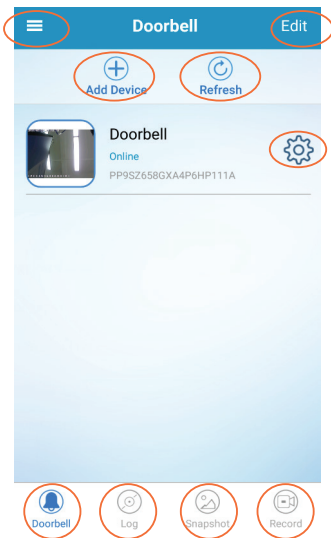 Doorbell
Edit
Add Device
Refresh
Doorbell
Online
PP9SZ658GXA4P6HP111A
Doorbell
Log
Snapshot
Record